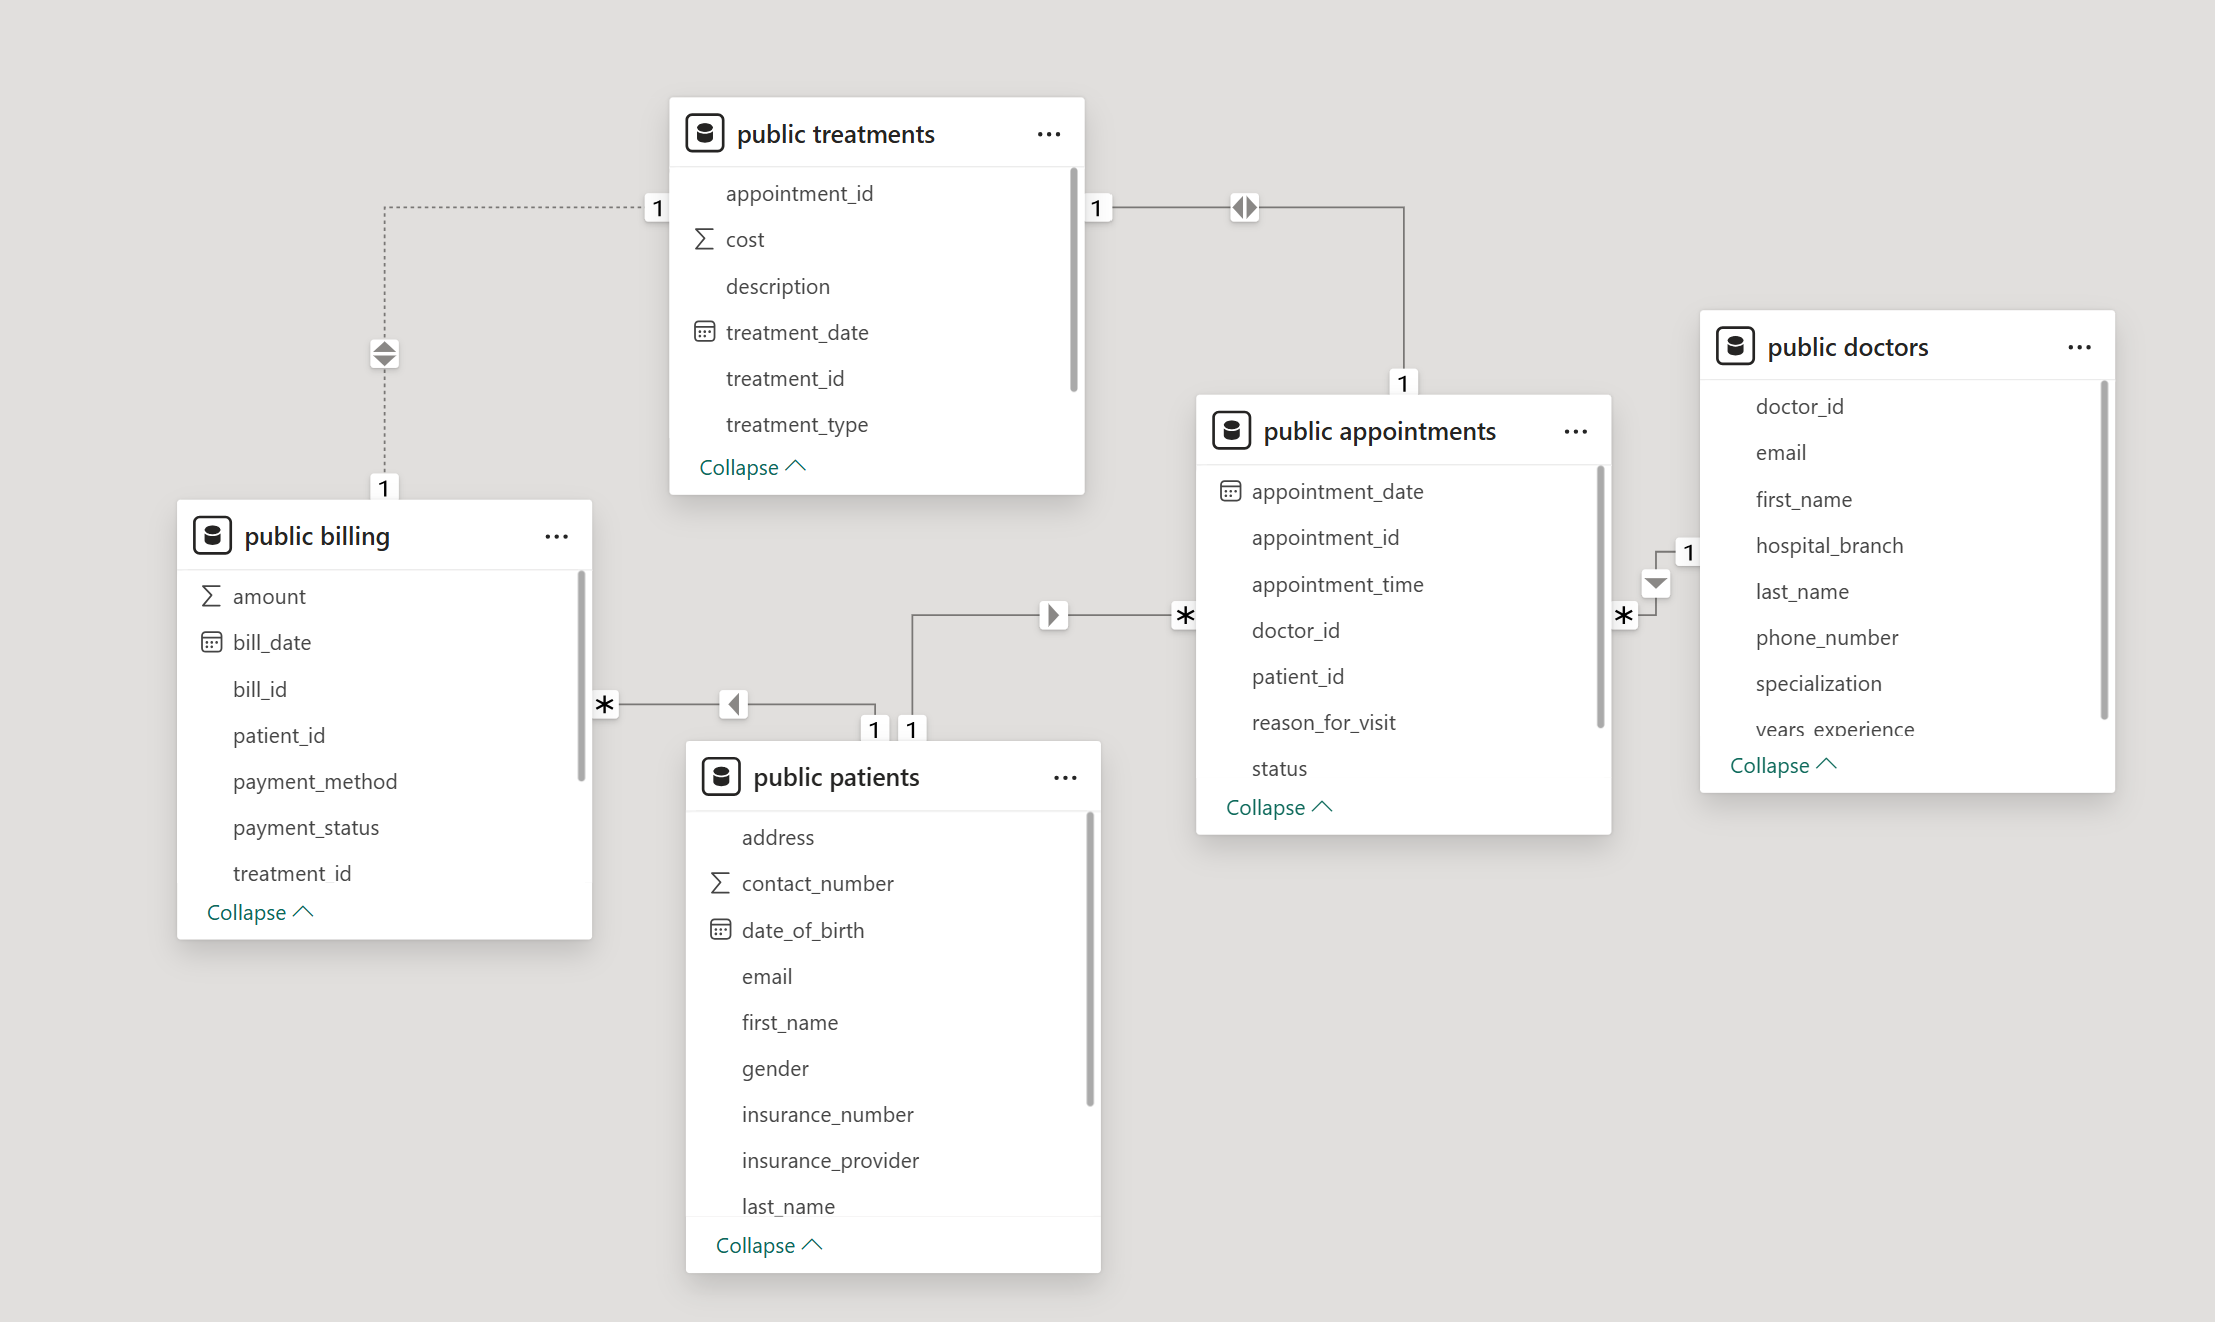 public treatments
appointment_id
cost
description
treatment_date
treatment_id
treatment_type
Collapse
1
1
1
1
public billing
amount
bill_date
bill_id
patient_id
payment_method
payment_status
treatment_id
Collapse
*
1
1
*
public patients
address
contact_number
date_of_birth
email
first_name
gender
insurance_number
insurance_provider
last_name
Collapse
public appointments
appointment_date
appointment_id
appointment_time
doctor_id
patient_id
reason_for_visit
status
Collapse
*
1
public doctors
doctor_id
email
first_name
hospital_branch
last_name
phone_number
specialization
years_experience
Collapse